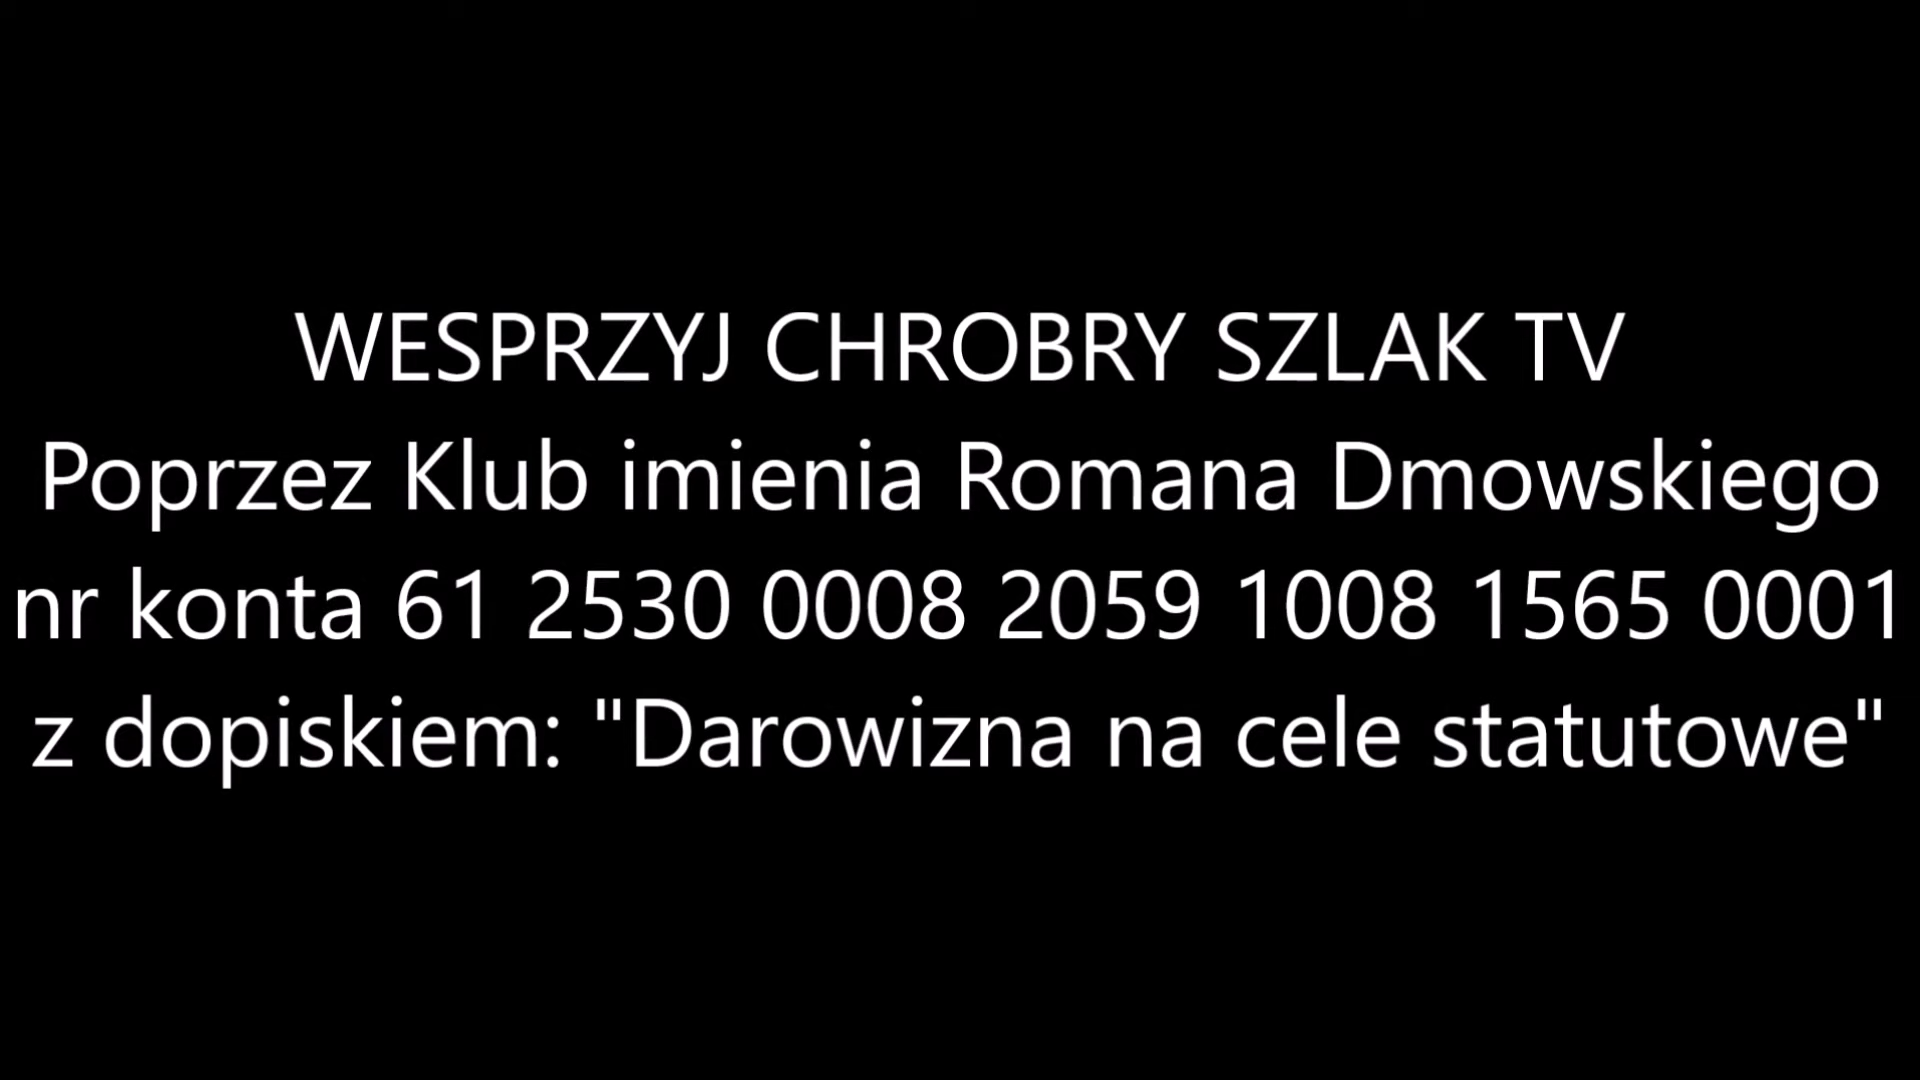 WESPRZYJ CHROBRY SZLAK TV
Poprzez Klub imienia Romana Dmowskiego
nr konta 61 2530 0008 2059 1008 1565 0001
z dopiskiem: "Darowizna na cele statutowe"